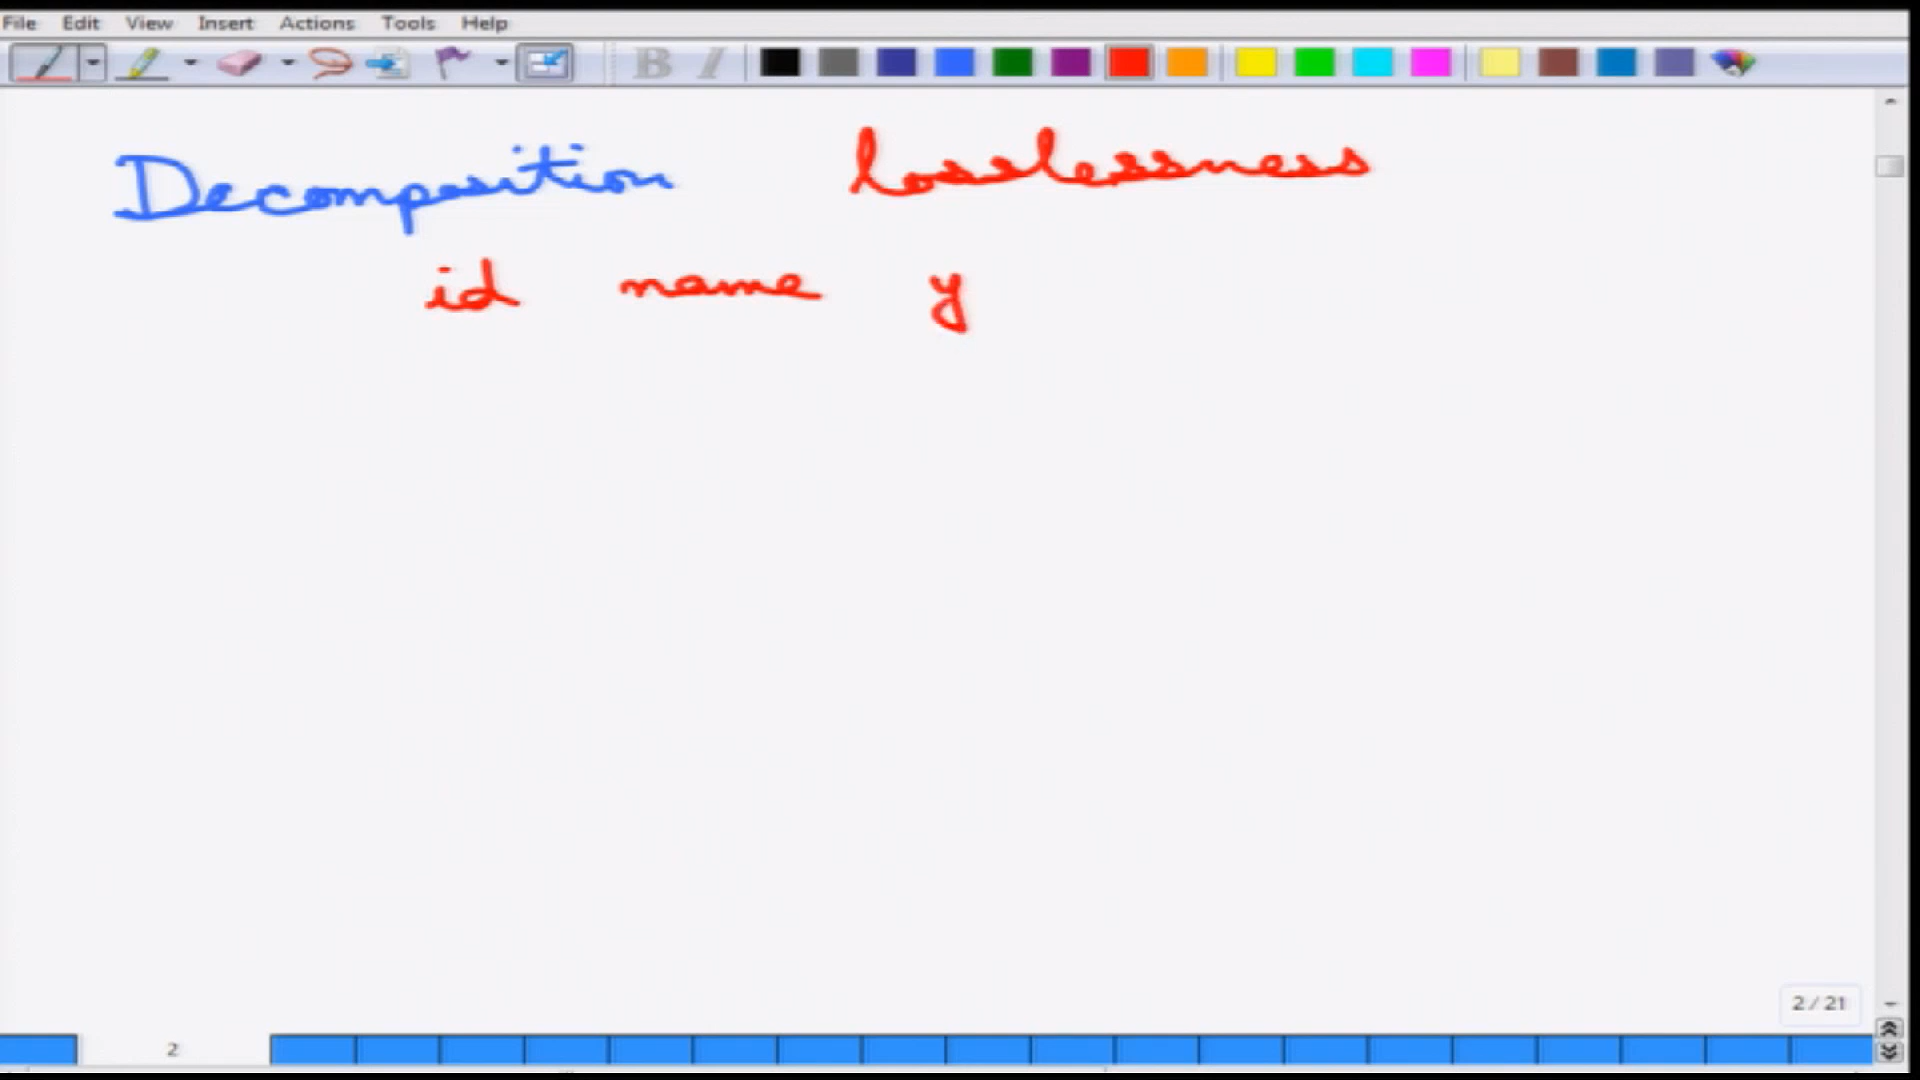 File Edit View Insert Actions Tools Help
B I
Decomposition losslessness
id name y
2 / 21
2